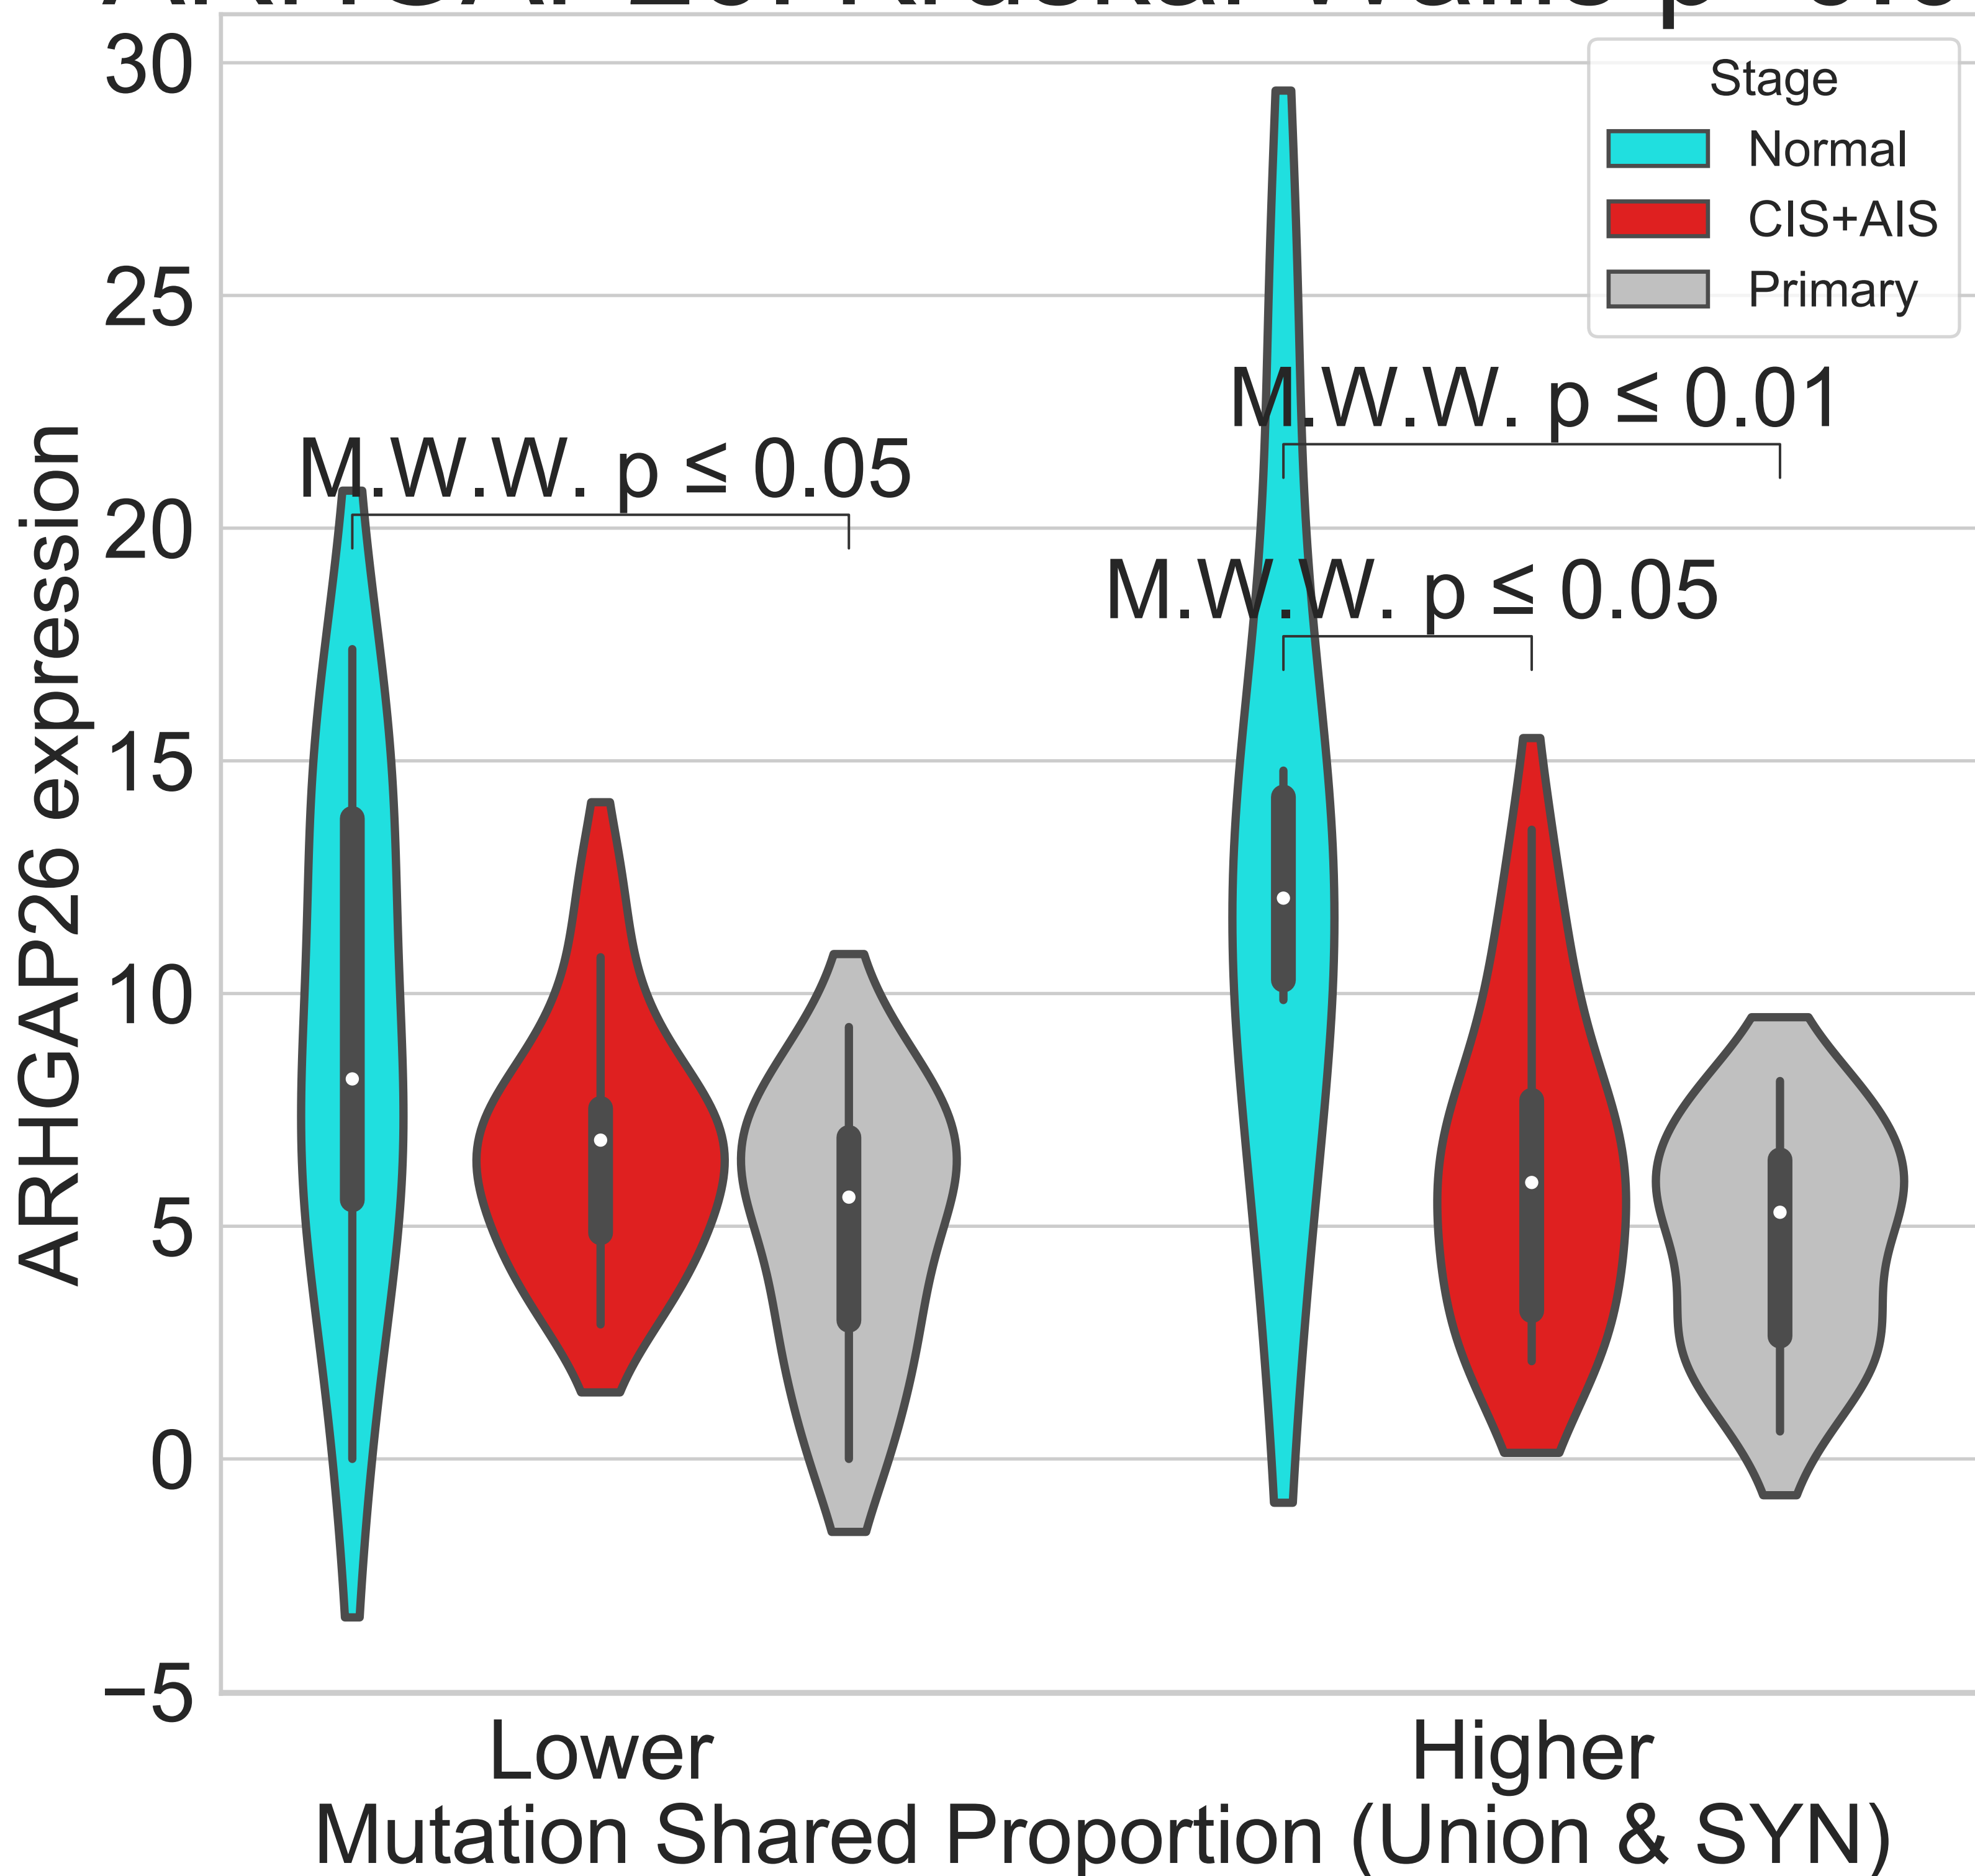 30
25
20
15
10
5
0
−5
ARHGAP26 expression
Stage
Normal
CIS+AIS
Primary
M.W.W. p ≤ 0.01
M.W.W. p ≤ 0.05
M.W.W. p ≤ 0.05
Lower
Higher
Mutation Shared Proportion (Union & SYN)